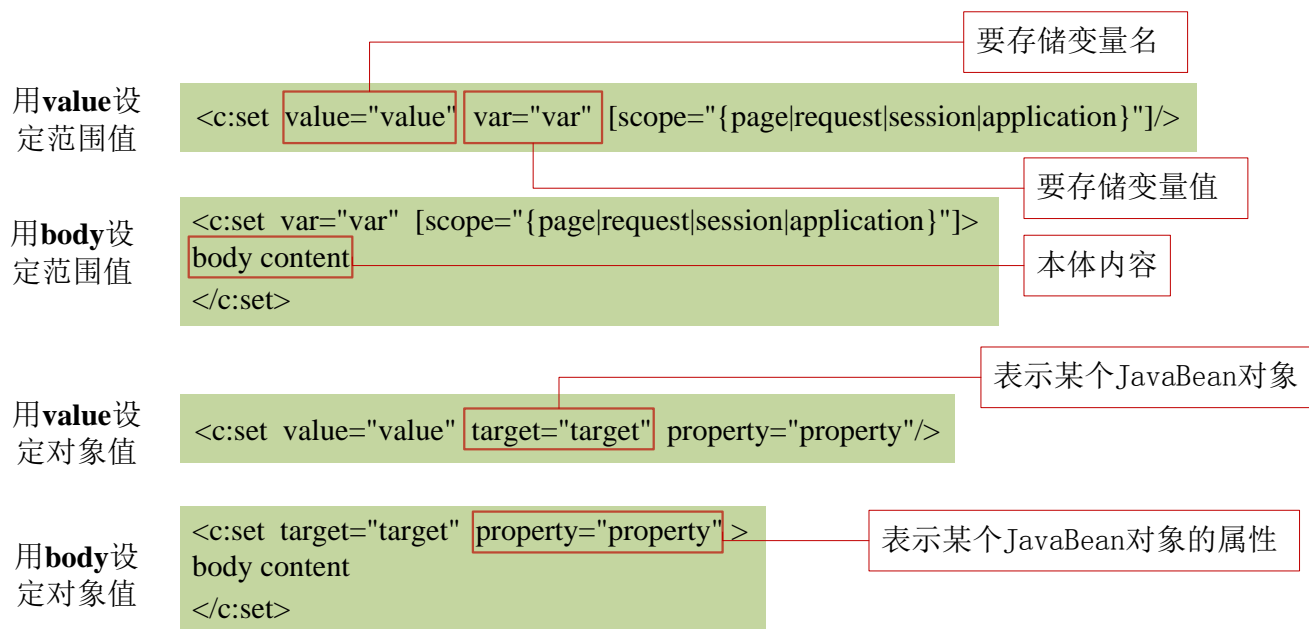 要存储变量名
用value设
定范围值
<c:set value="value" var="var" [scope="{page|request|session|application}"]/>
要存储变量值
用body设
定范围值
<c:set var="var" [scope="{page|request|session|application}"]>
body content
</c:set>
本体内容
表示某个JavaBean对象
用value设
定对象值
<c:set value="value" target="target" property="property"/>
用body设
定对象值
<c:set target="target" property="property" >
body content
</c:set>
表示某个JavaBean对象的属性